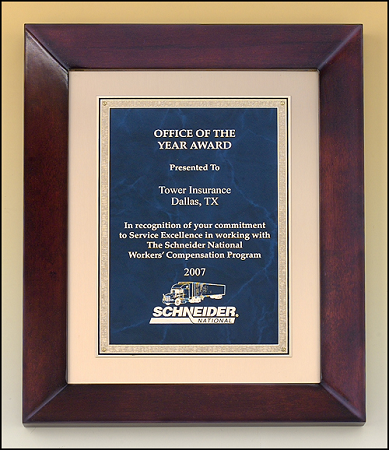 OFFICE OF THE
YEAR AWARD
Presented To
Tower Insurance
Dallas, TX
In recognition of your commitment
to Service Excellence in working with
The Schneider National
Workers' Compensation Program
2007
SCHNEIDER
NATIONAL